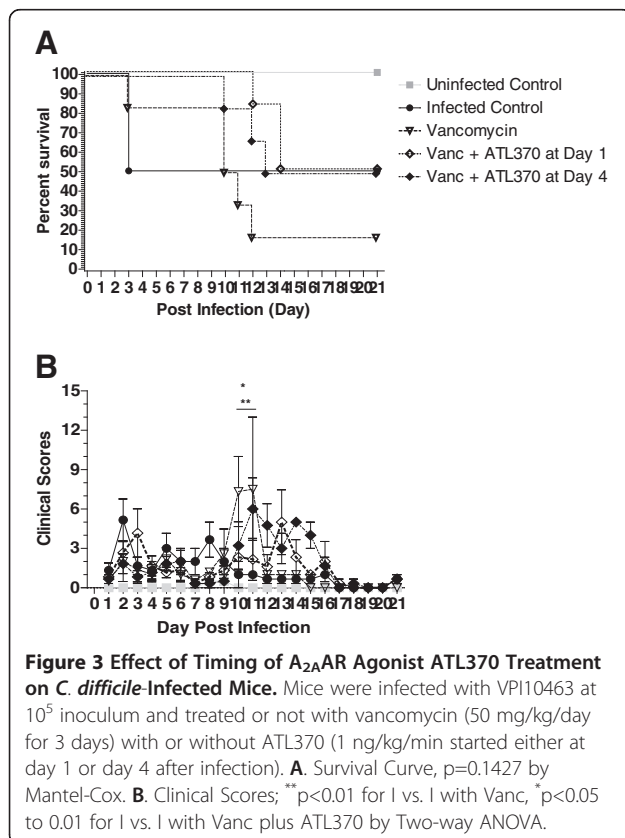 A
100
90
80
70
60
50
40
30
20
10
0
Percent survival
0 1 2 3 4 5 6 7 8 9 10 11 12 13 14 15 16 17 18 19 20 21
Post Infection (Day)
Uninfected Control
Infected Control
Vancomycin
Vanc + ATL370 at Day 1
Vanc + ATL370 at Day 4
B
15
12
9
6
3
0
Clinical Scores
*
**
0 1 2 3 4 5 6 7 8 9 10 11 12 13 14 15 16 17 18 19 20 21
Day Post Infection
Figure 3 Effect of Timing of A2AAR Agonist ATL370 Treatment
on C. difficile-Infected Mice. Mice were infected with VPI10463 at
10⁵ inoculum and treated or not with vancomycin (50 mg/kg/day
for 3 days) with or without ATL370 (1 ng/kg/min started either at
day 1 or day 4 after infection). A. Survival Curve, p=0.1427 by
Mantel-Cox. B. Clinical Scores; **p<0.01 for I vs. I with Vanc, *p<0.05
to 0.01 for I vs. I with Vanc plus ATL370 by Two-way ANOVA.